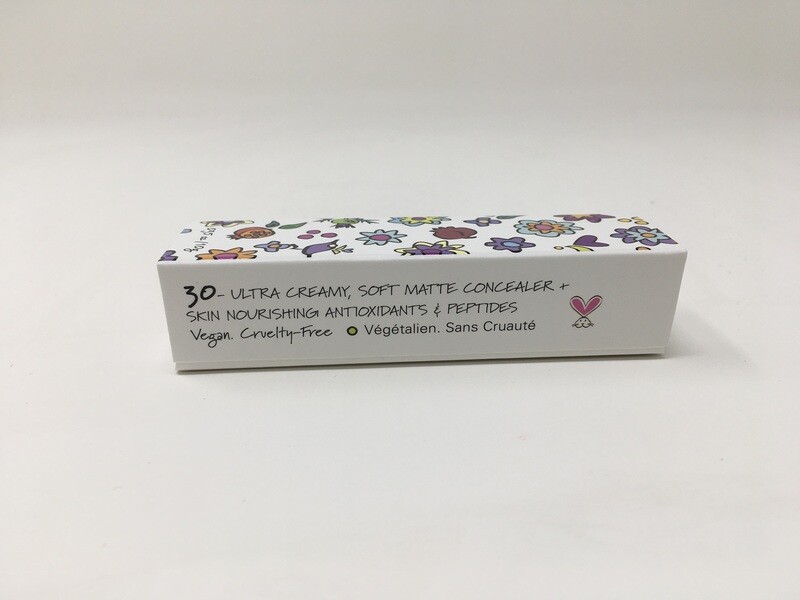 30- ULTRA CREAMY, SOFT MATTE CONCEALER +
SKIN NOURISHING ANTIOXIDANTS & PEPTIDES
Vegan. Cruelty-Free Végétalien. Sans Cruauté